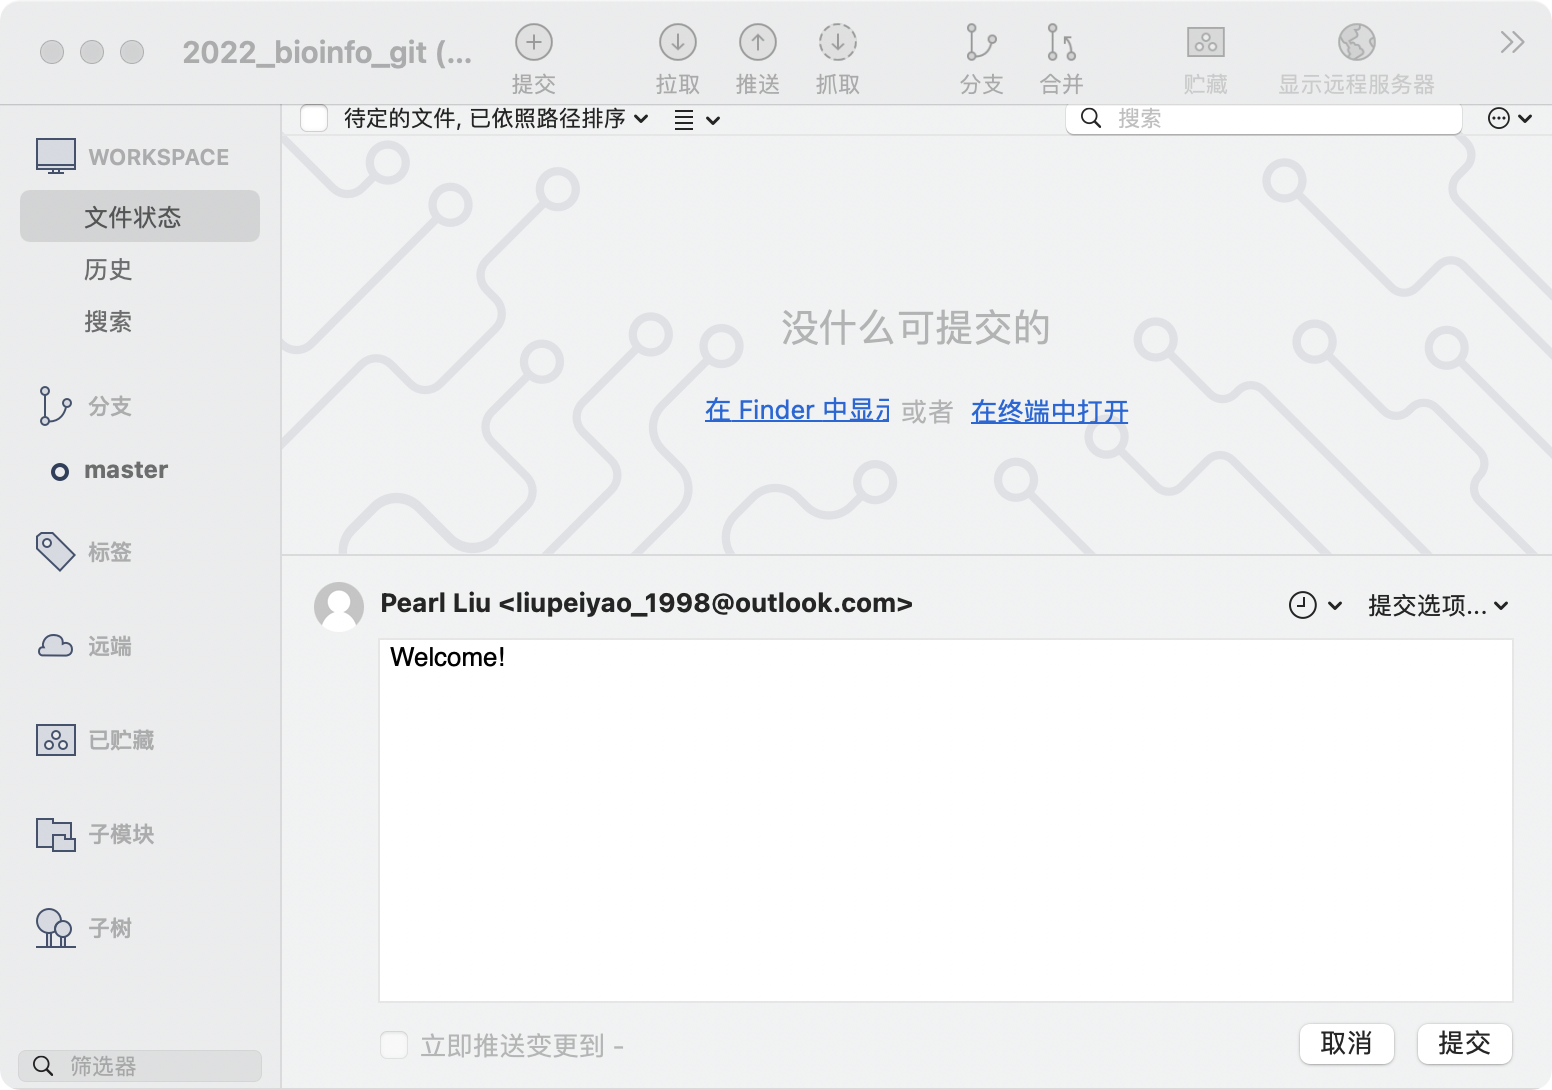 2022_bioinfo_git (...
提交
拉取
推送
抓取
分支
合并
贮藏
显示远程服务器
WORKSPACE
文件状态
历史
搜索
分支
master
标签
远端
已贮藏
子模块
子树
筛选器
待定的文件, 已依照路径排序
搜索
没什么可提交的
在 Finder 中显示 或者 在终端中打开
Pearl Liu <liupeiyao_1998@outlook.com>
提交选项...
Welcome!
立即推送变更到 -
取消
提交